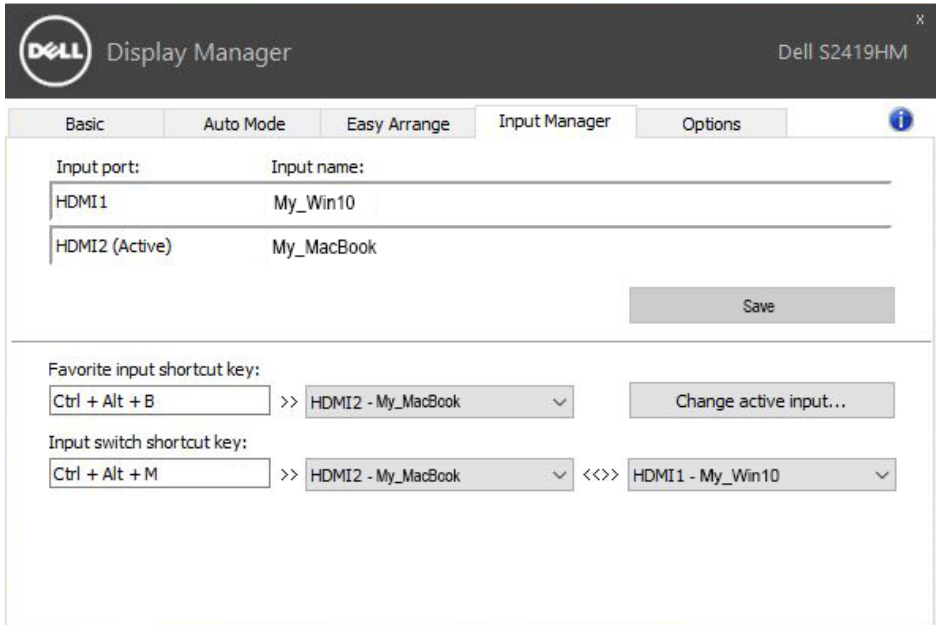 DELL Display Manager Dell S2419HM
x
Basic Auto Mode Easy Arrange Input Manager Options i
Input port: Input name:
HDMI1 My_Win10
HDMI2 (Active) My_MacBook
Save
Favorite input shortcut key:
Ctrl + Alt + B >> HDMI2 - My_MacBook Change active input...
Input switch shortcut key:
Ctrl + Alt + M >> HDMI2 - My_MacBook <<>> HDMI1 - My_Win10